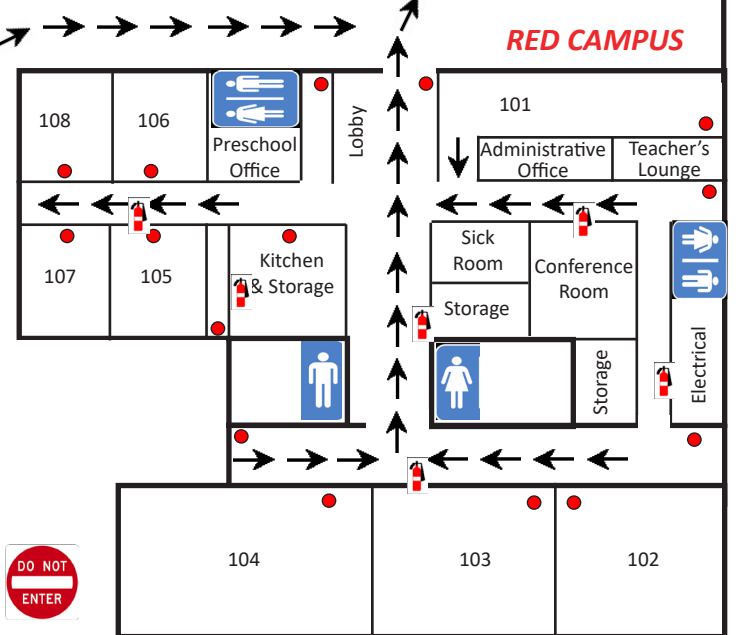 RED CAMPUS
108
106
Preschool
Office
Lobby
101
Administrative
Office
Teacher's
Lounge
107
105
Kitchen
& Storage
Sick
Room
Storage
Conference
Room
Storage
Electrical
104
103
102
DO NOT
ENTER